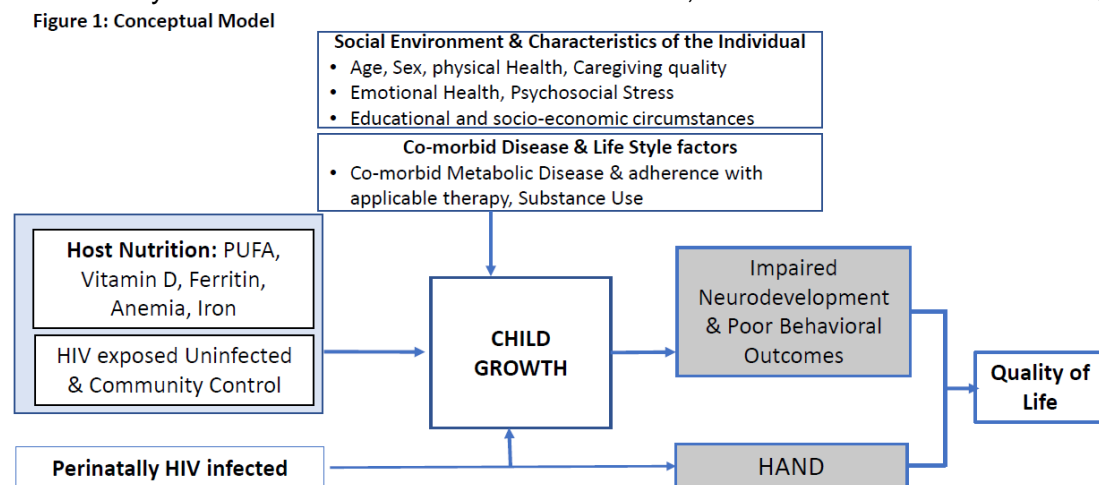 Figure 1: Conceptual Model
Social Environment & Characteristics of the Individual
• Age, Sex, physical Health, Caregiving quality
• Emotional Health, Psychosocial Stress
• Educational and socio-economic circumstances
Co-morbid Disease & Life Style factors
• Co-morbid Metabolic Disease & adherence with
applicable therapy, Substance Use
Host Nutrition: PUFA,
Vitamin D, Ferritin,
Anemia, Iron
HIV exposed Uninfected
& Community Control
CHILD
GROWTH
Impaired
Neurodevelopment
& Poor Behavioral
Outcomes
Quality of
Life
Perinatally HIV infected
HAND